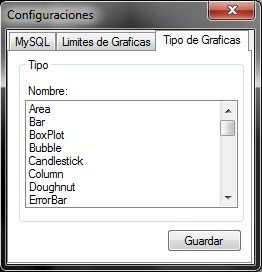 Configuraciones
MySQL
Limites de Graficas
Tipo de Graficas
Tipo
Nombre:
Area
Bar
BoxPlot
Bubble
Candlestick
Column
Doughnut
ErrorBar
Guardar